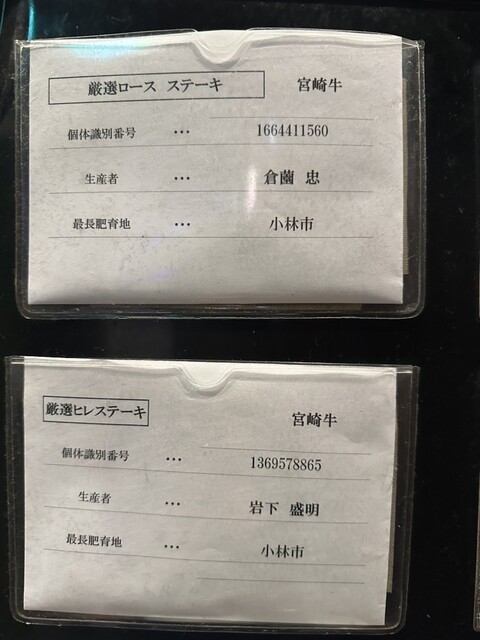 厳選ロース ステーキ 宮崎牛
個体識別番号 … 1664411560
生産者 … 倉薗 忠
最長肥育地 … 小林市
厳選ヒレステーキ 宮崎牛
個体識別番号 … 1369578865
生産者 … 岩下 盛明
最長肥育地 … 小林市